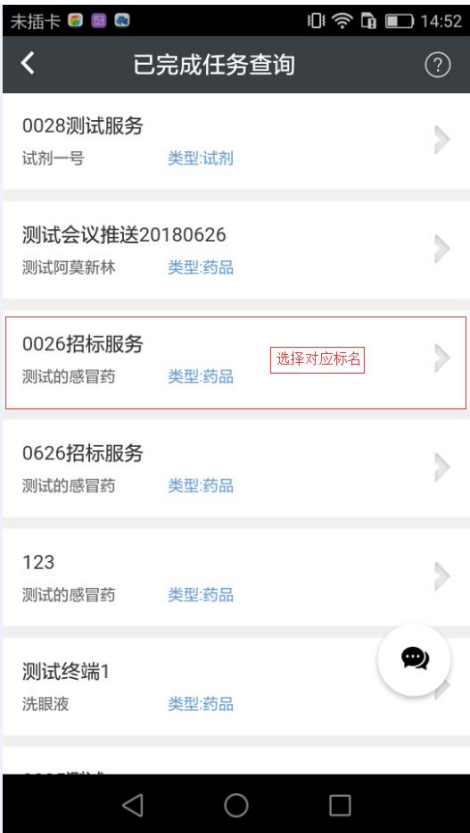 未插卡 14:52
已完成任务查询
0028测试服务
试剂一号 类型:试剂
测试会议推送20180626
测试阿莫新林 类型:药品
0026招标服务
选择对应标名
测试的感冒药 类型:药品
0626招标服务
测试的感冒药 类型:药品
123
测试的感冒药 类型:药品
测试终端1
洗眼液 类型:药品